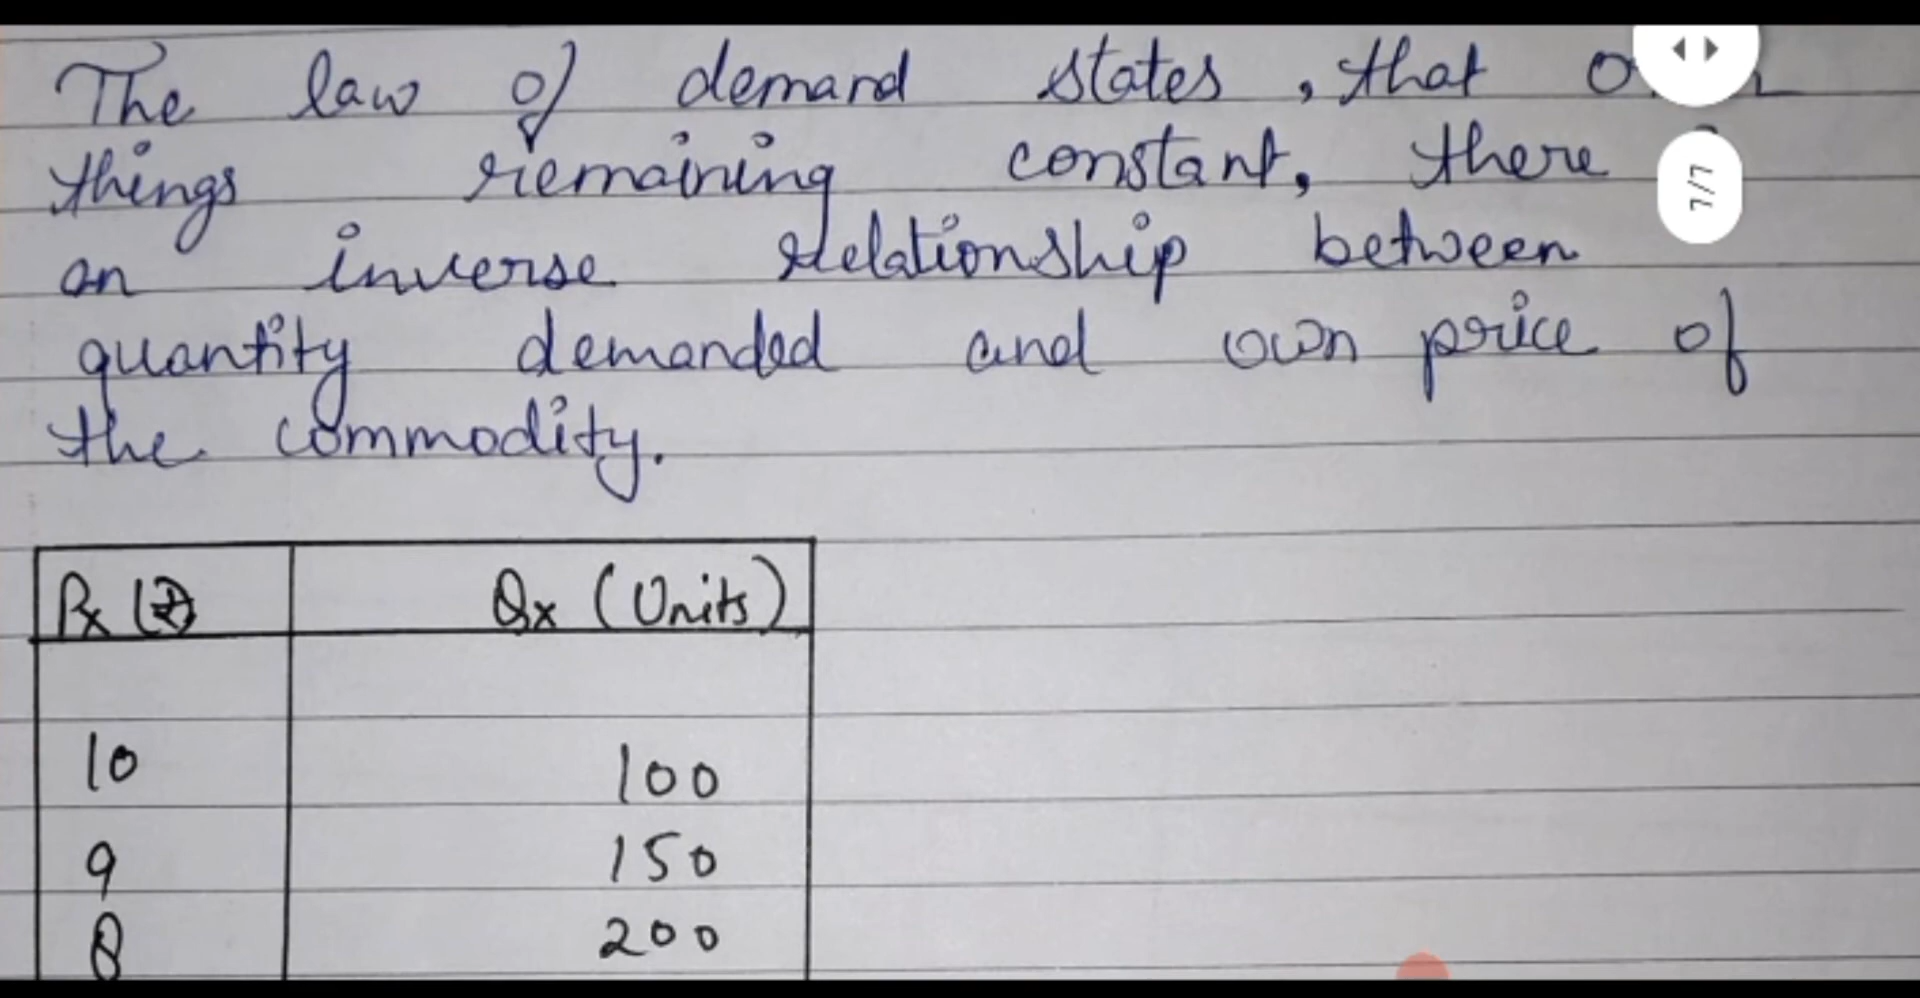 The law of demand states, that
things remaining constant, there
an inverse relationship between
quantity demanded and own price of
the commodity.
Px (₹) Qx (Units)
10 100
9 150
8 200
7/7